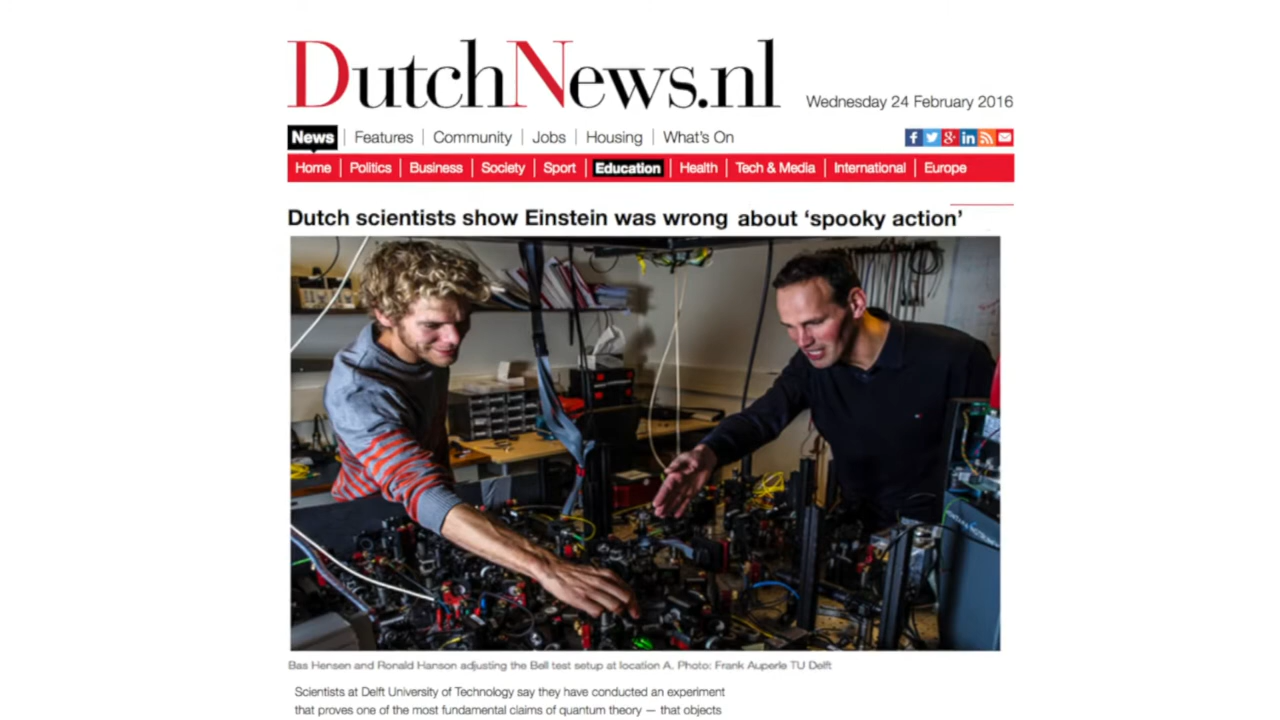 DutchNews.nl
Wednesday 24 February 2016
News | Features | Community | Jobs | Housing | What's On
Home | Politics | Business | Society | Sport | Education | Health | Tech & Media | International | Europe
Dutch scientists show Einstein was wrong about ‘spooky action’
Bas Hensen and Ronald Hanson adjusting the Bell test setup at location A. Photo: Frank Auperle TU Delft
Scientists at Delft University of Technology say they have conducted an experiment
that proves one of the most fundamental claims of quantum theory — that objects